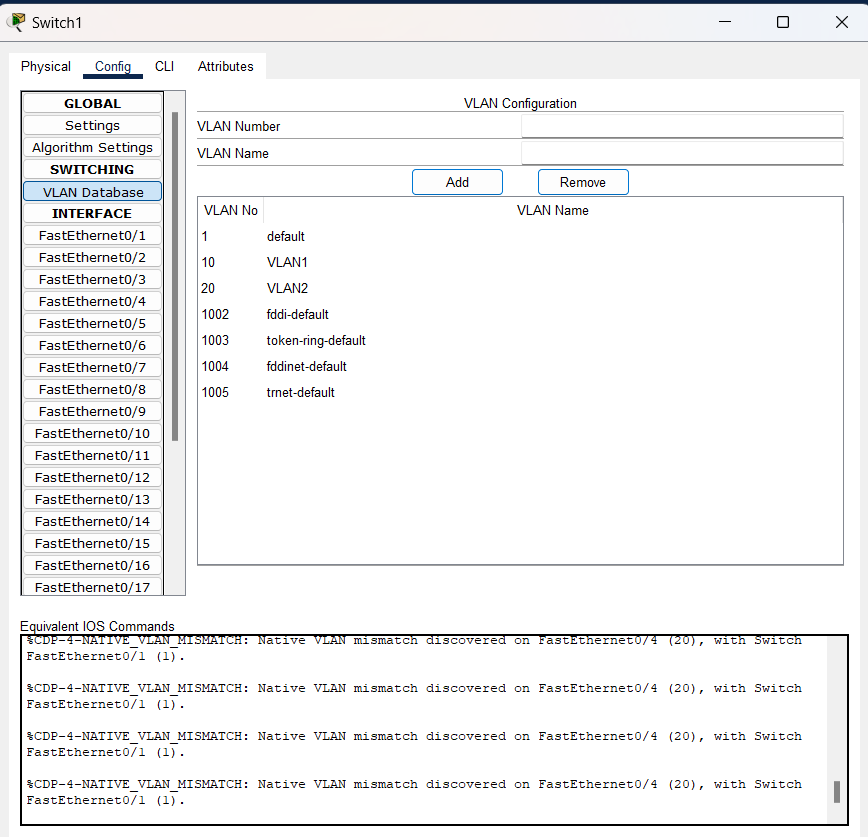 Switch1
Physical Config CLI Attributes
GLOBAL
Settings
Algorithm Settings
SWITCHING
VLAN Database
INTERFACE
FastEthernet0/1
FastEthernet0/2
FastEthernet0/3
FastEthernet0/4
FastEthernet0/5
FastEthernet0/6
FastEthernet0/7
FastEthernet0/8
FastEthernet0/9
FastEthernet0/10
FastEthernet0/11
FastEthernet0/12
FastEthernet0/13
FastEthernet0/14
FastEthernet0/15
FastEthernet0/16
FastEthernet0/17
VLAN Configuration
VLAN Number
VLAN Name
Add Remove
VLAN No VLAN Name
1 default
10 VLAN1
20 VLAN2
1002 fddi-default
1003 token-ring-default
1004 fddinet-default
1005 trnet-default
Equivalent IOS Commands
%CDP-4-NATIVE_VLAN_MISMATCH: Native VLAN mismatch discovered on FastEthernet0/4 (20), with Switch
FastEthernet0/1 (1).
%CDP-4-NATIVE_VLAN_MISMATCH: Native VLAN mismatch discovered on FastEthernet0/4 (20), with Switch
FastEthernet0/1 (1).
%CDP-4-NATIVE_VLAN_MISMATCH: Native VLAN mismatch discovered on FastEthernet0/4 (20), with Switch
FastEthernet0/1 (1).
%CDP-4-NATIVE_VLAN_MISMATCH: Native VLAN mismatch discovered on FastEthernet0/4 (20), with Switch
FastEthernet0/1 (1).